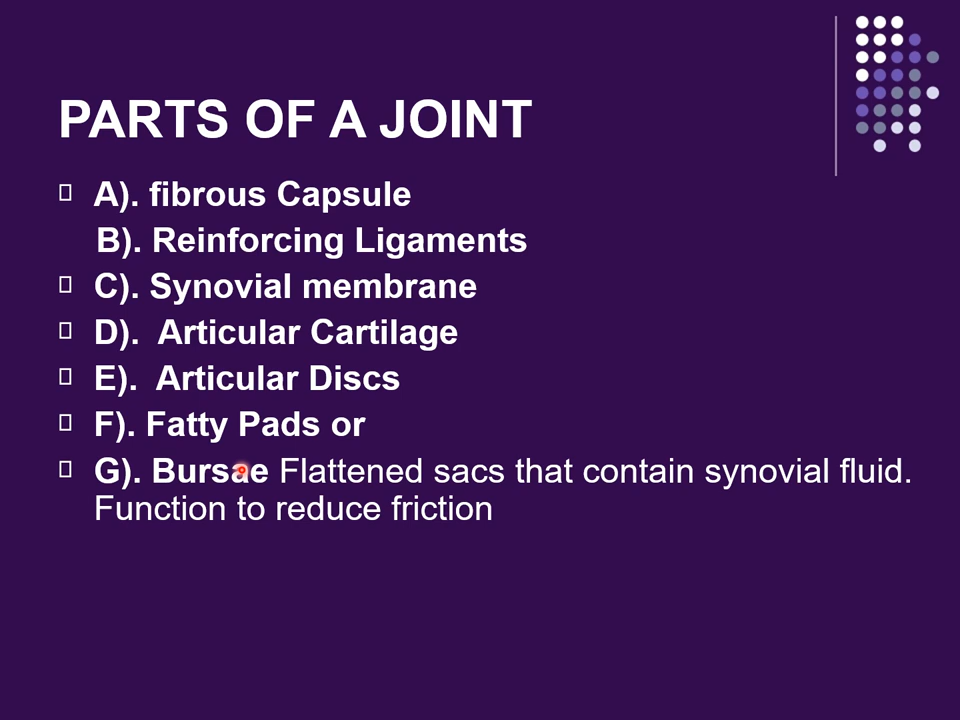 PARTS OF A JOINT
A). fibrous Capsule
B). Reinforcing Ligaments
C). Synovial membrane
D).  Articular Cartilage
E).  Articular Discs
F). Fatty Pads or
G). Bursae Flattened sacs that contain synovial fluid.
Function to reduce friction